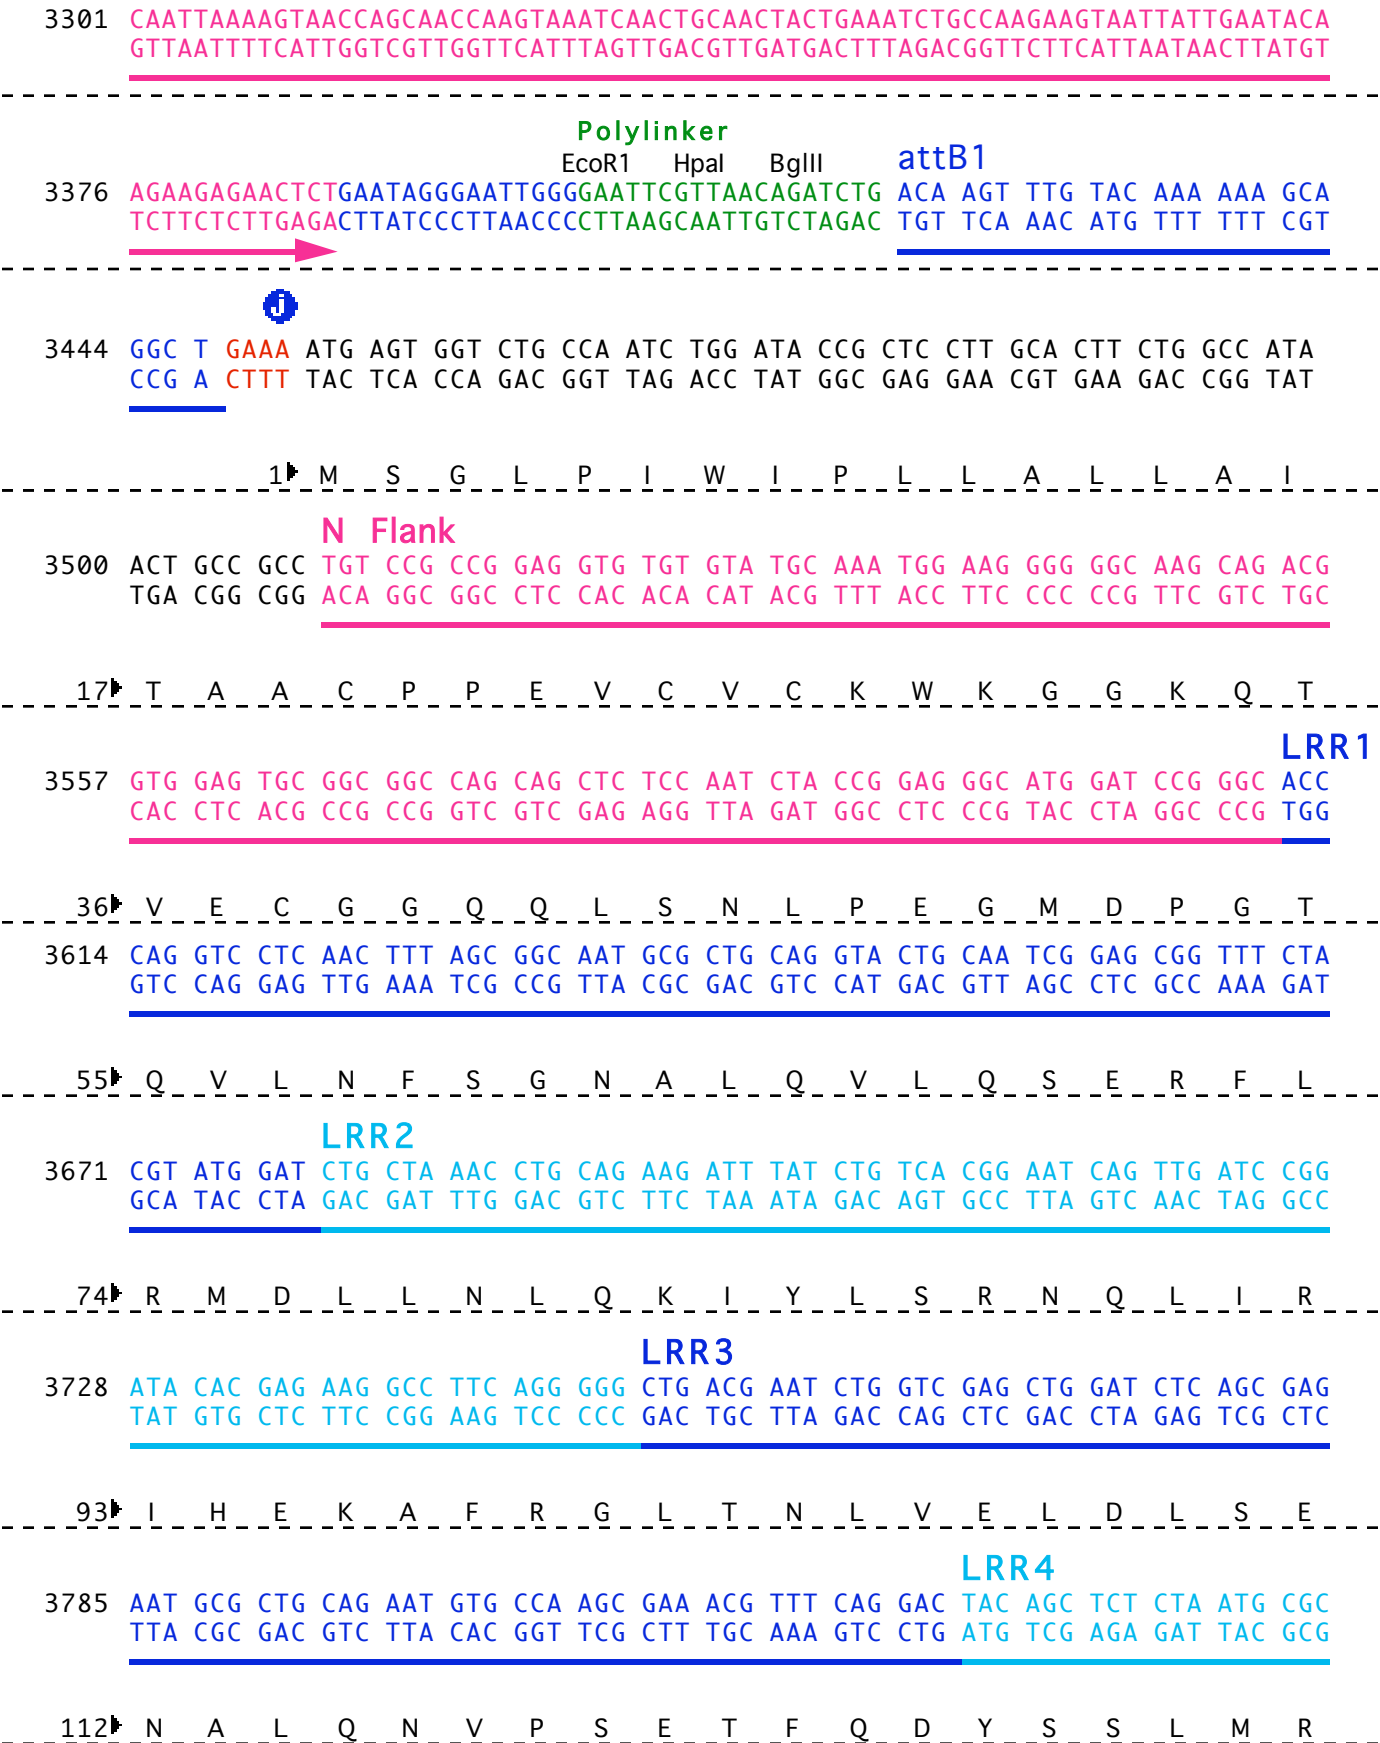 3301 CAATTAAAAGTAACCAGCAACCAAGTAAATCAACTGCAACTACTGAAATCTGCCAAGAAGTAATTATTGAATACA
GTTAATTTTCATTGGTCGTTGGTTCATTTAGTTGACGTTGATGACTTTAGACGGTTCTTCATTAATAACTTATGT
Polylinker
EcoR1 HpaI BglII attB1
3376 AGAAGAGAACTCTGAATAGGGAATTGGGGAATTCGTTAACAGATCTG ACA AGT TTG TAC AAA AAA GCA
TCTTCTCTTGAGACTTATCCCTTAACCCCTTAAGCAATTGTCTAGAC TGT TCA AAC ATG TTT TTT CGT
J
3444 GGC T GAAA ATG AGT GGT CTG CCA ATC TGG ATA CCG CTC CTT GCA CTT CTG GCC ATA
CCG A CTTT TAC TCA CCA GAC GGT TAG ACC TAT GGC GAG GAA CGT GAA GAC CGG TAT
1 M S G L P I W I P L L A L L A I
N Flank
3500 ACT GCC GCC TGT CCG CCG GAG GTG TGT GTA TGC AAA TGG AAG GGG GGC AAG CAG ACG
TGA CGG CGG ACA GGC GGC CTC CAC ACA CAT ACG TTT ACC TTC CCC CCG TTC GTC TGC
17 T A A C P P E V C V C K W K G G K Q T
LRR1
3557 GTG GAG TGC GGC GGC CAG CAG CTC TCC AAT CTA CCG GAG GGC ATG GAT CCG GGC ACC
CAC CTC ACG CCG CCG GTC GTC GAG AGG TTA GAT GGC CTC CCG TAC CTA GGC CCG TGG
36 V E C G G Q Q L S N L P E G M D P G T
3614 CAG GTC CTC AAC TTT AGC GGC AAT GCG CTG CAG GTA CTG CAA TCG GAG CGG TTT CTA
GTC CAG GAG TTG AAA TCG CCG TTA CGC GAC GTC CAT GAC GTT AGC CTC GCC AAA GAT
55 Q V L N F S G N A L Q V L Q S E R F L
LRR2
3671 CGT ATG GAT CTG CTA AAC CTG CAG AAG ATT TAT CTG TCA CGG AAT CAG TTG ATC CGG
GCA TAC CTA GAC GAT TTG GAC GTC TTC TAA ATA GAC AGT GCC TTA GTC AAC TAG GCC
74 R M D L L N L Q K I Y L S R N Q L I R
LRR3
3728 ATA CAC GAG AAG GCC TTC AGG GGG CTG ACG AAT CTG GTC GAG CTG GAT CTC AGC GAG
TAT GTG CTC TTC CGG AAG TCC CCC GAC TGC TTA GAC CAG CTC GAC CTA GAG TCG CTC
93 I H E K A F R G L T N L V E L D L S E
LRR4
3785 AAT GCG CTG CAG AAT GTG CCA AGC GAA ACG TTT CAG GAC TAC AGC TCT CTA ATG CGC
TTA CGC GAC GTC TTA CAC GGT TCG CTT TGC AAA GTC CTG ATG TCG AGA GAT TAC GCG
112 N A L Q N V P S E T F Q D Y S S L M R